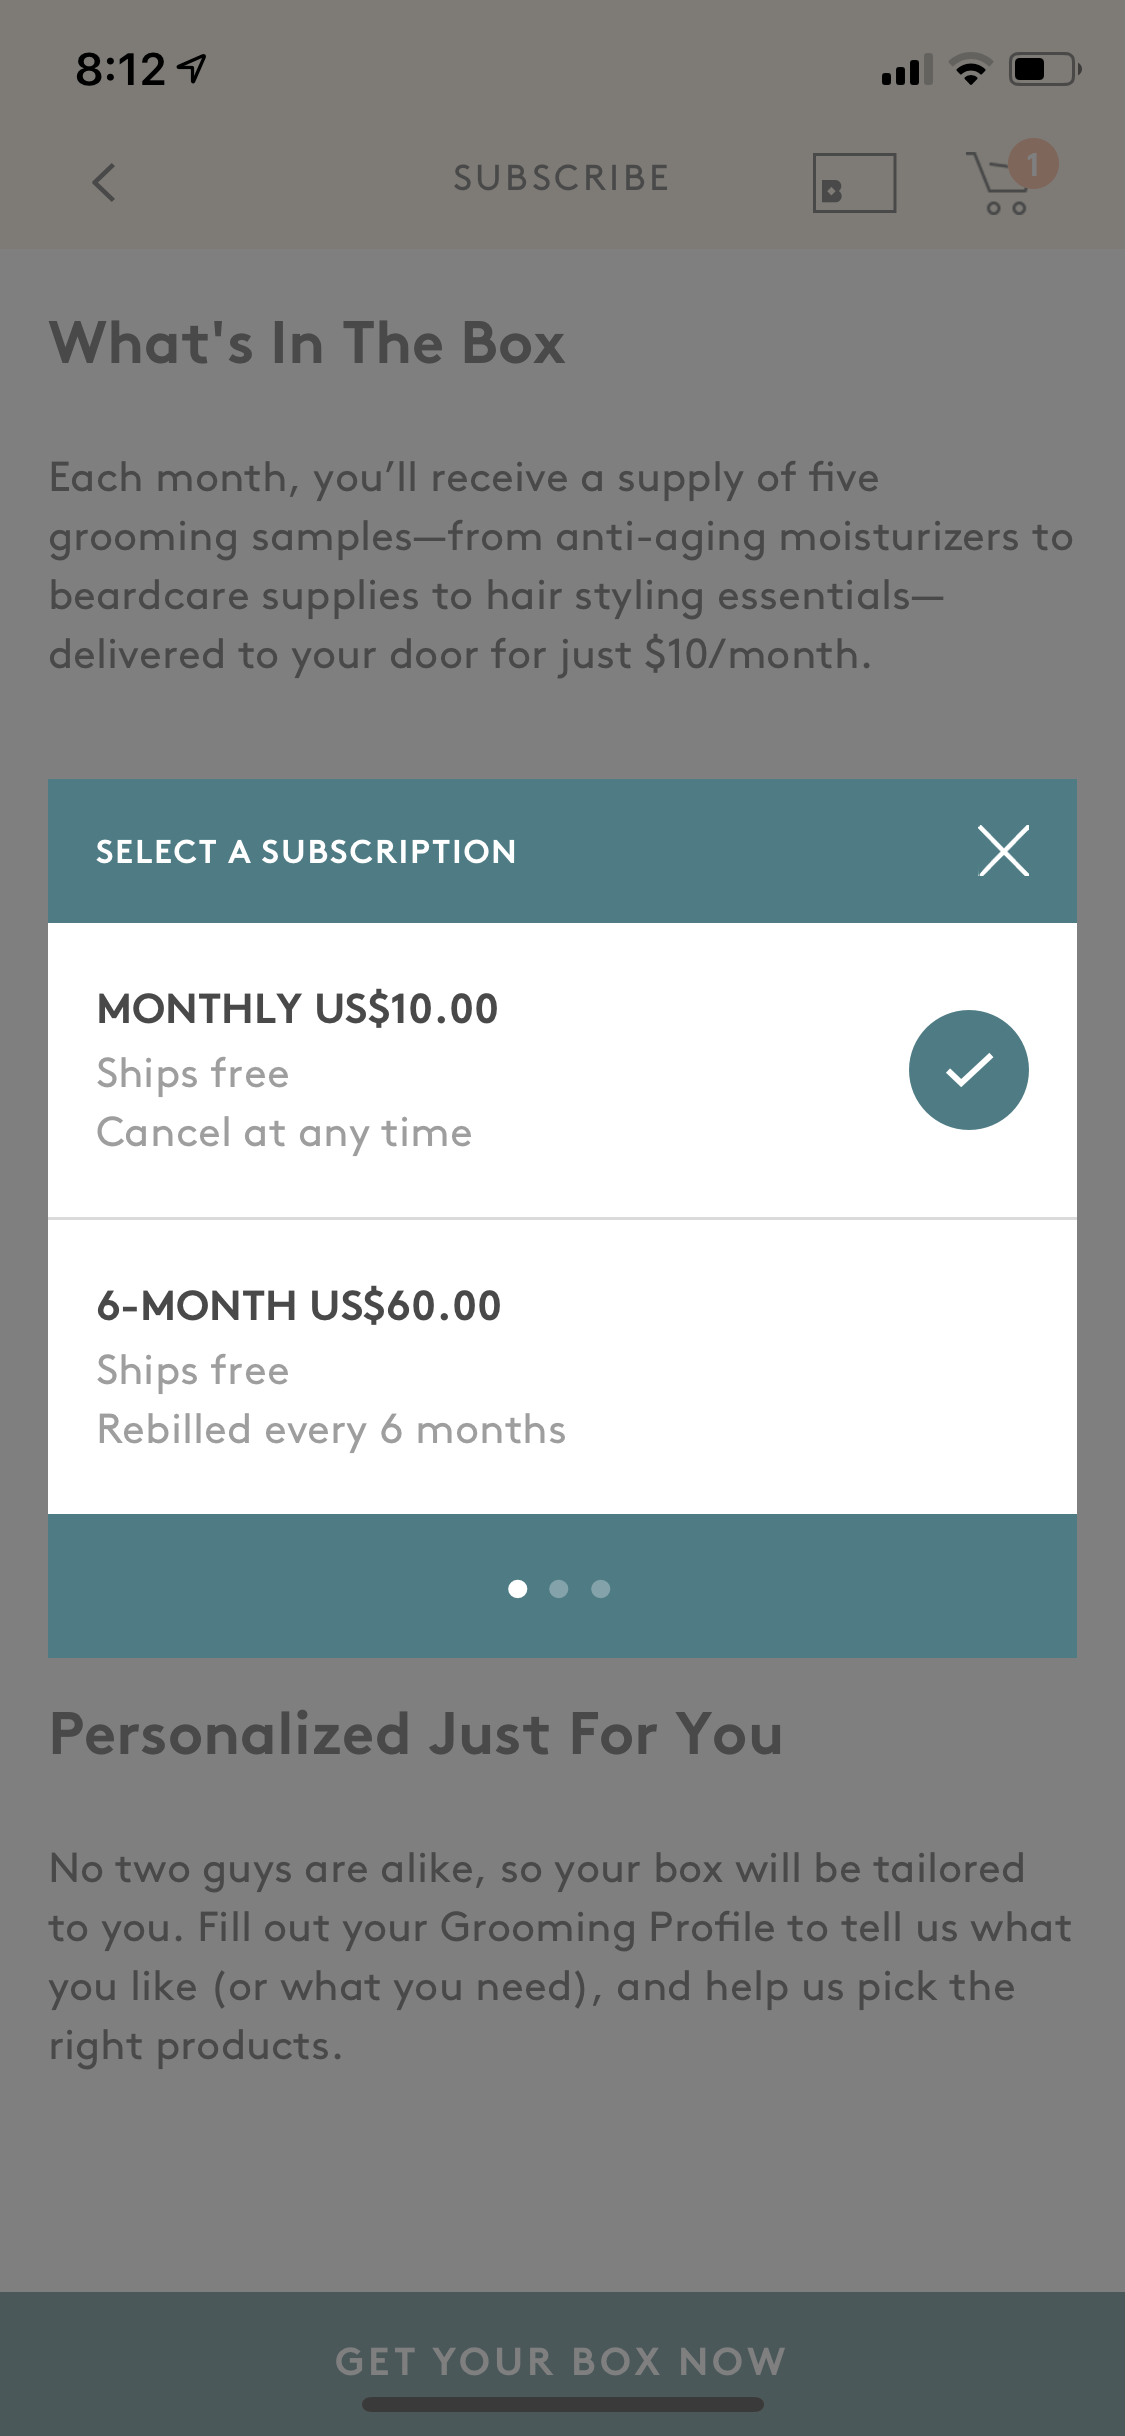 8:12
SUBSCRIBE
B
1
What's In The Box
Each month, you’ll receive a supply of five
grooming samples—from anti-aging moisturizers to
beardcare supplies to hair styling essentials—
delivered to your door for just $10/month.
SELECT A SUBSCRIPTION
MONTHLY US$10.00
Ships free
Cancel at any time
6-MONTH US$60.00
Ships free
Rebilled every 6 months
Personalized Just For You
No two guys are alike, so your box will be tailored
to you. Fill out your Grooming Profile to tell us what
you like (or what you need), and help us pick the
right products.
GET YOUR BOX NOW